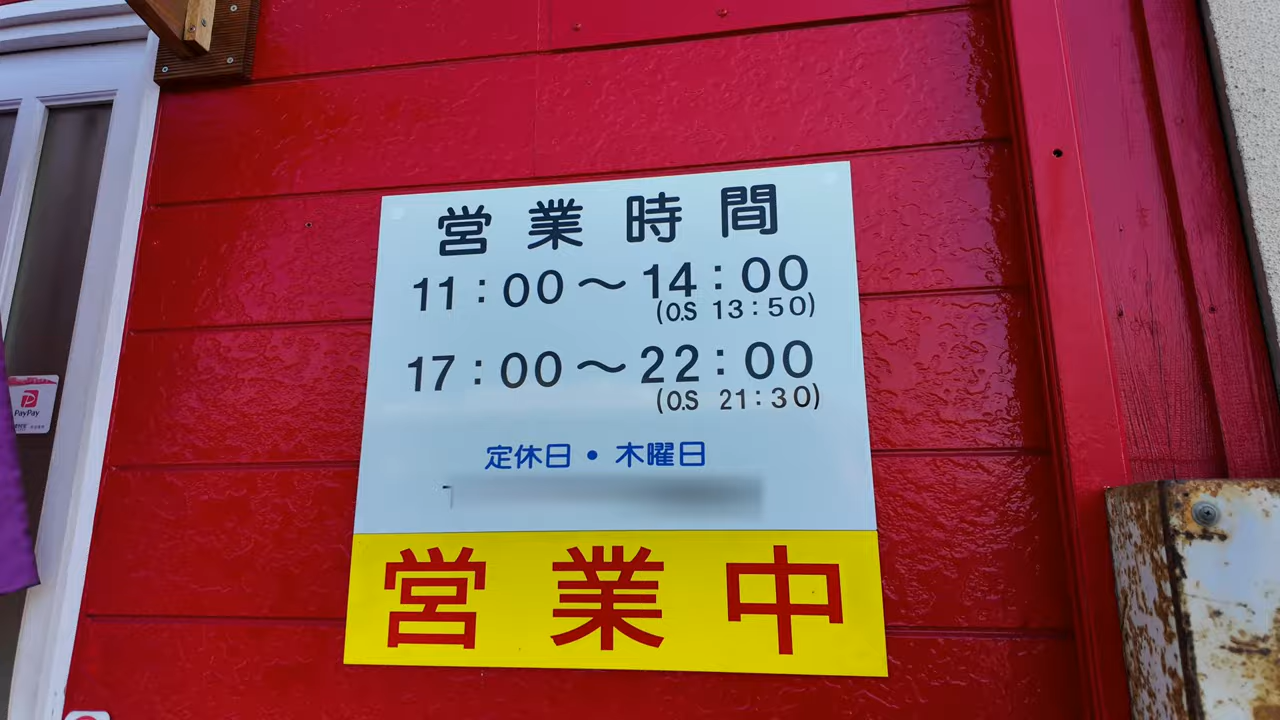 営業時間
11:00～14:00
(O.S 13:50)
17:00～22:00
(O.S 21:30)
定休日・木曜日
営業中
PayPay